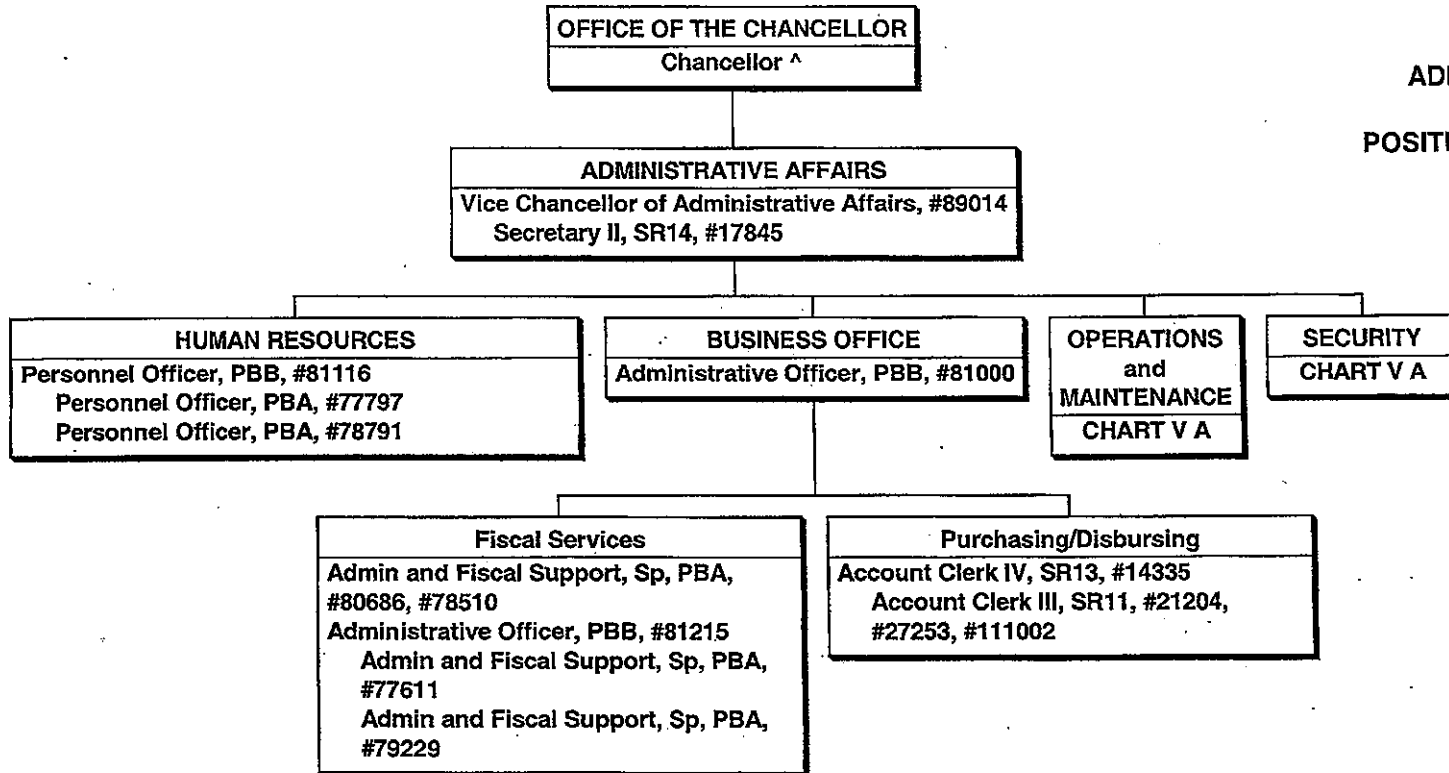 OFFICE OF THE CHANCELLOR
Chancellor ^
ADMINISTRATIVE AFFAIRS
Vice Chancellor of Administrative Affairs, #89014
Secretary II, SR14, #17845
HUMAN RESOURCES
Personnel Officer, PBB, #81116
Personnel Officer, PBA, #77797
Personnel Officer, PBA, #78791
BUSINESS OFFICE
Administrative Officer, PBB, #81000
OPERATIONS
and
MAINTENANCE
CHART V A
SECURITY
CHART V A
Fiscal Services
Admin and Fiscal Support, Sp, PBA,
#80686, #78510
Administrative Officer, PBB, #81215
Admin and Fiscal Support, Sp, PBA,
#77611
Admin and Fiscal Support, Sp, PBA,
#79229
Purchasing/Disbursing
Account Clerk IV, SR13, #14335
Account Clerk III, SR11, #21204,
#27253, #111002